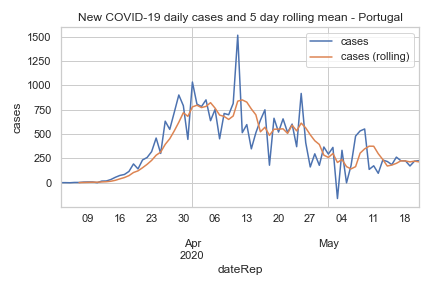 New COVID-19 daily cases and 5 day rolling mean - Portugal
1500
1250
1000
750
500
250
0
cases
cases
cases (rolling)
09 16 23 30 06 13 20 27 04 11 18
Apr May
2020
dateRep